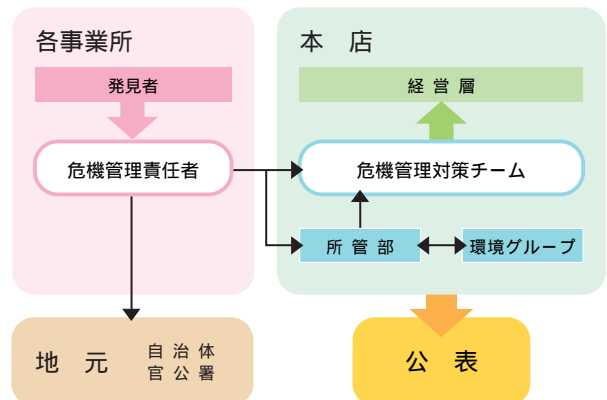 各事業所
発見者
危機管理責任者
本 店
経営層
危機管理対策チーム
所管部
環境グループ
地 元
自治体
官公署
公 表